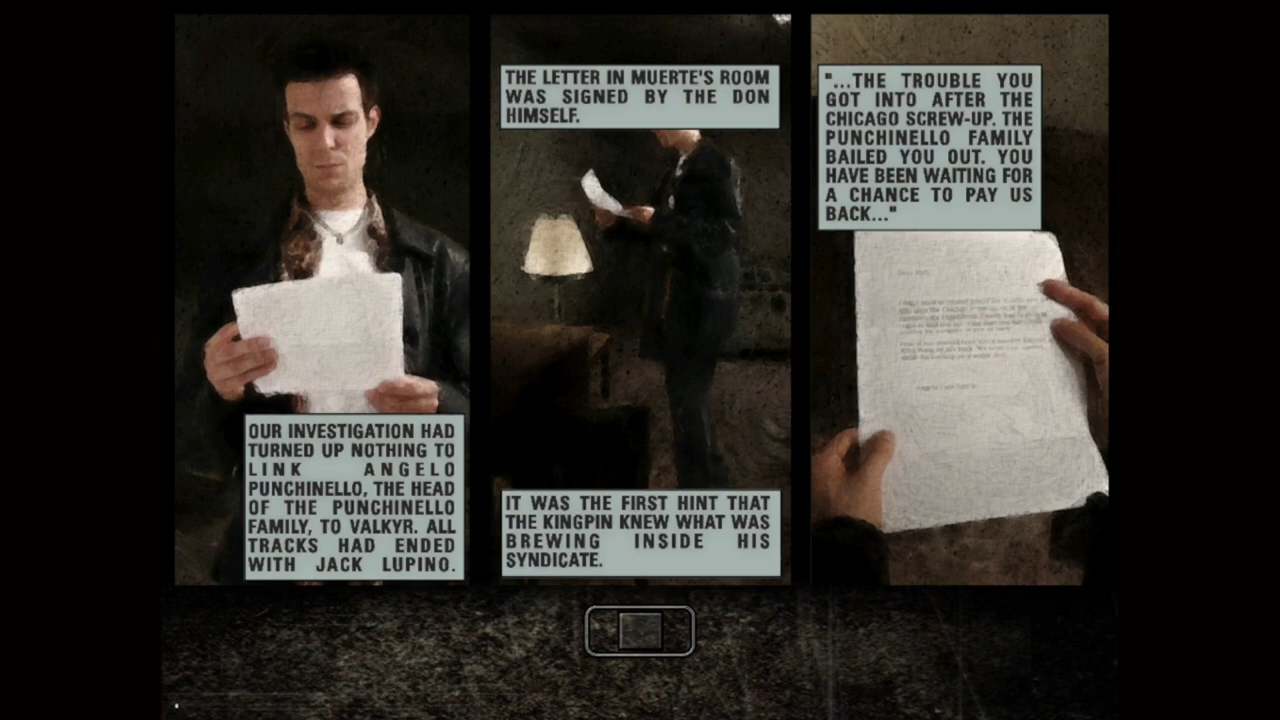 OUR INVESTIGATION HAD
TURNED UP NOTHING TO
LINK ANGELO
PUNCHINELLO, THE HEAD
OF THE PUNCHINELLO
FAMILY, TO VALKYR. ALL
TRACKS HAD ENDED
WITH JACK LUPINO.
THE LETTER IN MUERTE'S ROOM
WAS SIGNED BY THE DON
HIMSELF.
IT WAS THE FIRST HINT THAT
THE KINGPIN KNEW WHAT WAS
BREWING INSIDE HIS
SYNDICATE.
"...THE TROUBLE YOU
GOT INTO AFTER THE
CHICAGO SCREW-UP. THE
PUNCHINELLO FAMILY
BAILED YOU OUT. YOU
HAVE BEEN WAITING FOR
A CHANCE TO PAY US
BACK..."